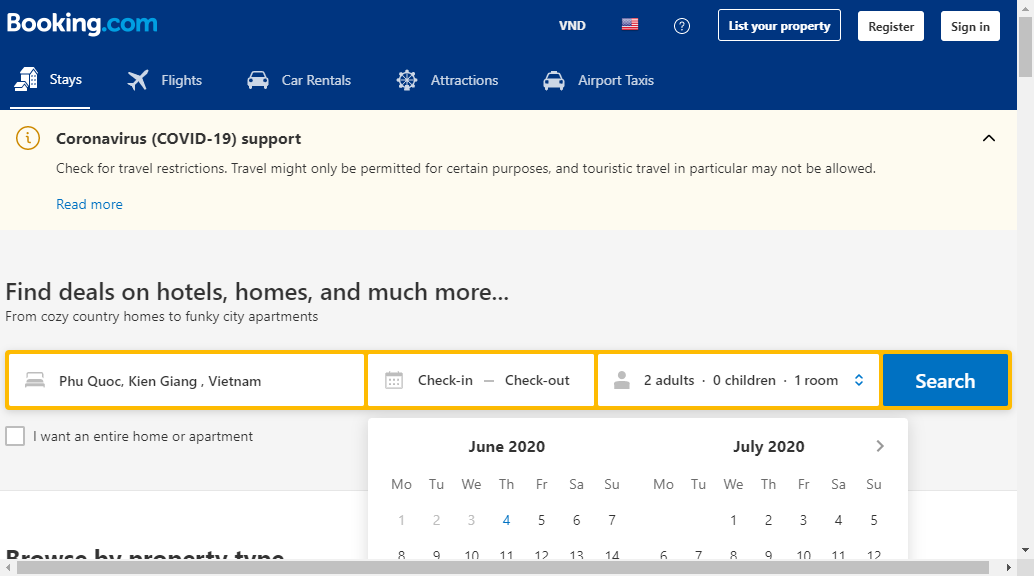 Booking.com
VND
List your property
Register
Sign in
Stays
Flights
Car Rentals
Attractions
Airport Taxis
Coronavirus (COVID-19) support
Check for travel restrictions. Travel might only be permitted for certain purposes, and touristic travel in particular may not be allowed.
Read more
Find deals on hotels, homes, and much more...
From cozy country homes to funky city apartments
Phu Quoc, Kien Giang , Vietnam
Check-in — Check-out
2 adults · 0 children · 1 room
Search
I want an entire home or apartment
June 2020
Mo Tu We Th Fr Sa Su
1 2 3 4 5 6 7
8 9 10 11 12 13 14
July 2020
Mo Tu We Th Fr Sa Su
1 2 3 4 5
6 7 8 9 10 11 12
Browse by property type